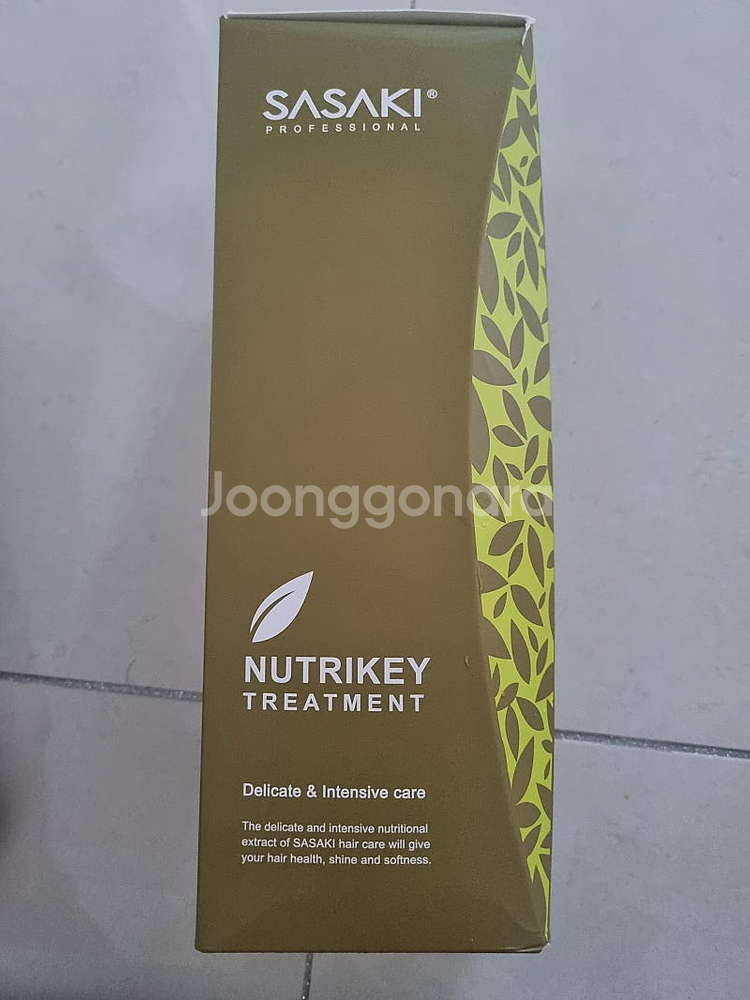 SASAKI®
PROFESSIONAL
Joonggonara
NUTRIKEY
TREATMENT
Delicate & Intensive care
The delicate and intensive nutritional
extract of SASAKI hair care will give
your hair health, shine and softness.